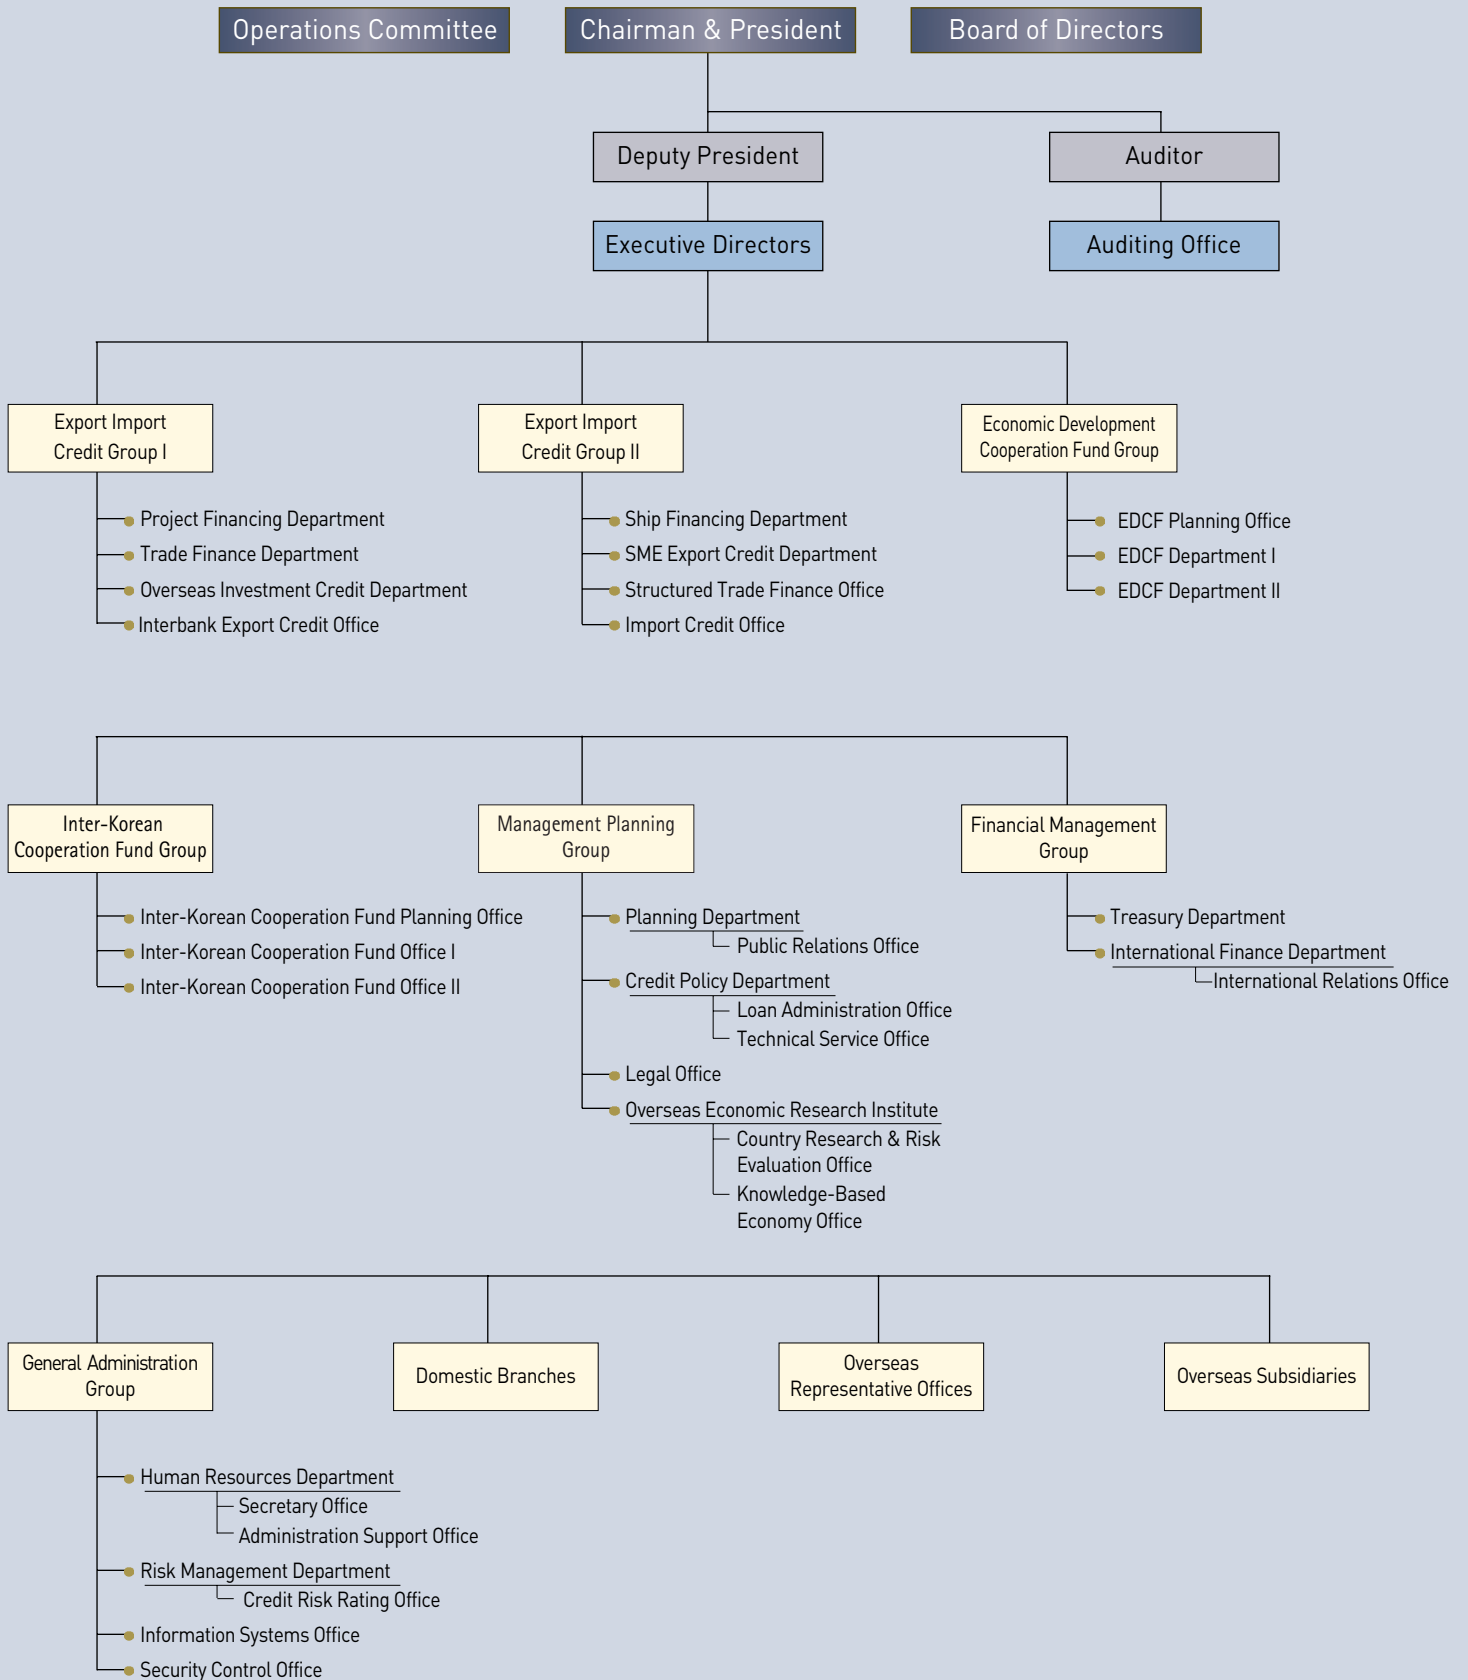 Operations Committee
Chairman & President
Board of Directors
Deputy President
Auditor
Executive Directors
Auditing Office
Export Import
Credit Group I
Project Financing Department
Trade Finance Department
Overseas Investment Credit Department
Interbank Export Credit Office
Export Import
Credit Group II
Ship Financing Department
SME Export Credit Department
Structured Trade Finance Office
Import Credit Office
Economic Development
Cooperation Fund Group
EDCF Planning Office
EDCF Department I
EDCF Department II
Inter-Korean
Cooperation Fund Group
Inter-Korean Cooperation Fund Planning Office
Inter-Korean Cooperation Fund Office I
Inter-Korean Cooperation Fund Office II
Management Planning
Group
Planning Department
Public Relations Office
Credit Policy Department
Loan Administration Office
Technical Service Office
Legal Office
Overseas Economic Research Institute
Country Research & Risk
Evaluation Office
Knowledge-Based
Economy Office
Financial Management
Group
Treasury Department
International Finance Department
International Relations Office
General Administration
Group
Human Resources Department
Secretary Office
Administration Support Office
Risk Management Department
Credit Risk Rating Office
Information Systems Office
Security Control Office
Domestic Branches
Overseas
Representative Offices
Overseas Subsidiaries